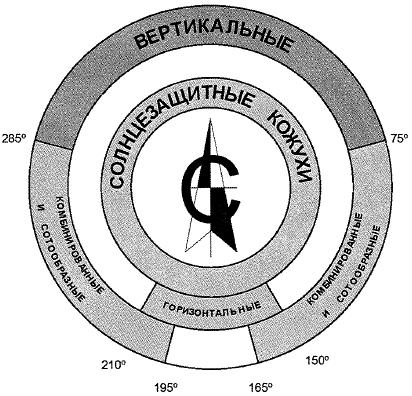 ВЕРТИКАЛЬНЫЕ
СОЛНЦЕЗАЩИТНЫЕ КОЖУХИ
С
285º
75º
КОМБИНИРОВАННЫЕ
И СОТООБРАЗНЫЕ
КОМБИНИРОВАННЫЕ
И СОТООБРАЗНЫЕ
ГОРИЗОНТАЛЬНЫЕ
210º
150º
195º
165º